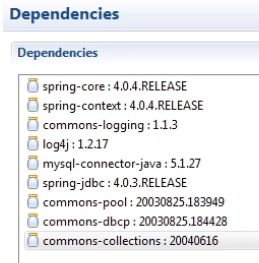 Dependencies
Dependencies
spring-core : 4.0.4.RELEASE
spring-context : 4.0.4.RELEASE
commons-logging : 1.1.3
log4j : 1.2.17
mysql-connector-java : 5.1.27
spring-jdbc : 4.0.3.RELEASE
commons-pool : 20030825.183949
commons-dbcp : 20030825.184428
commons-collections : 20040616